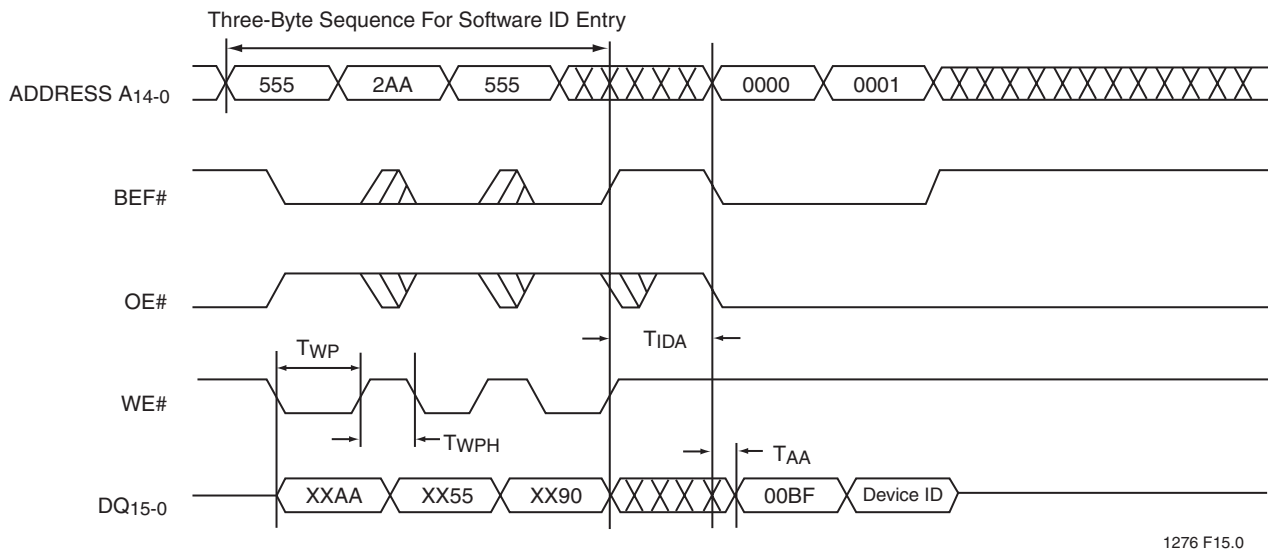 Three-Byte Sequence For Software ID Entry
ADDRESS A14-0
555
2AA
555
0000
0001
BEF#
OE#
TIDA
TWP
WE#
TWPH
TAA
DQ15-0
XXAA
XX55
XX90
00BF
Device ID
1276 F15.0